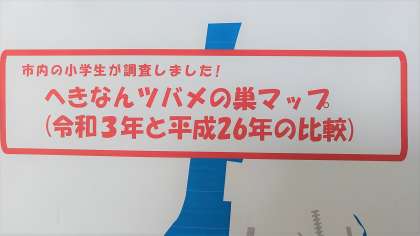 市内の小学生が調査しました!
へきなんツバメの巣マップ。
(令和3年と平成26年の比較)